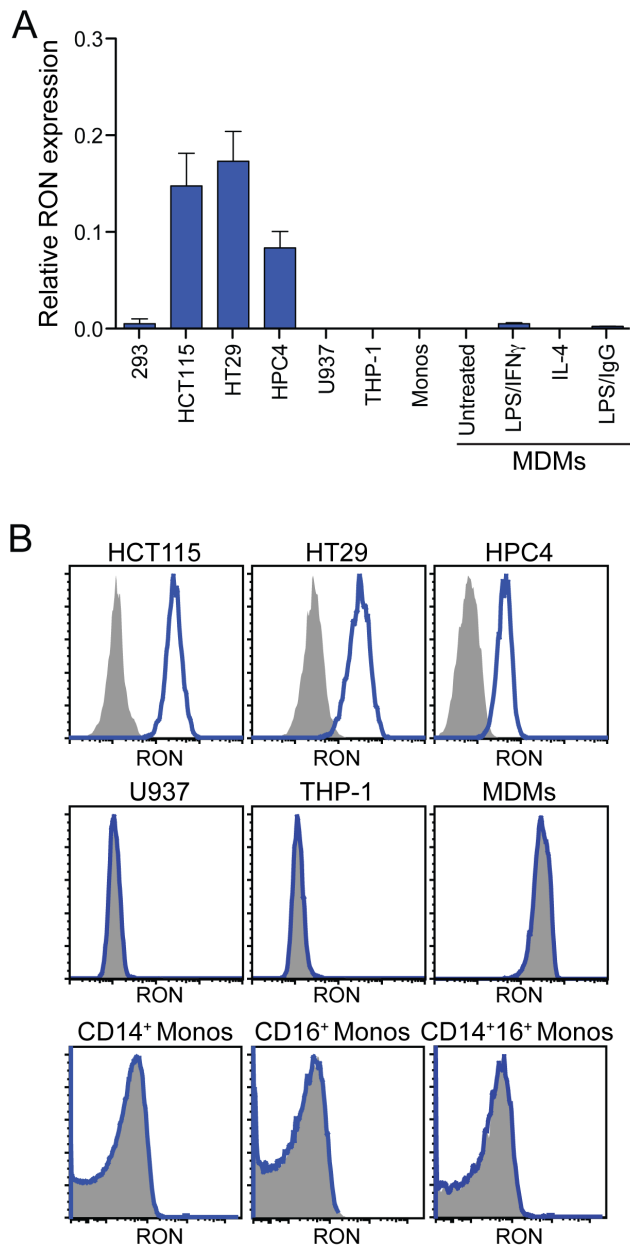 A
Relative RON expression
0.3
0.2
0.1
0.0
293
HCT115
HT29
HPC4
U937
THP-1
Monos
Untreated
LPS/IFNγ
IL-4
LPS/IgG
MDMs
B
HCT115 HT29 HPC4
RON RON RON
U937 THP-1 MDMs
RON RON RON
CD14⁺ Monos CD16⁺ Monos CD14⁺16⁺ Monos
RON RON RON